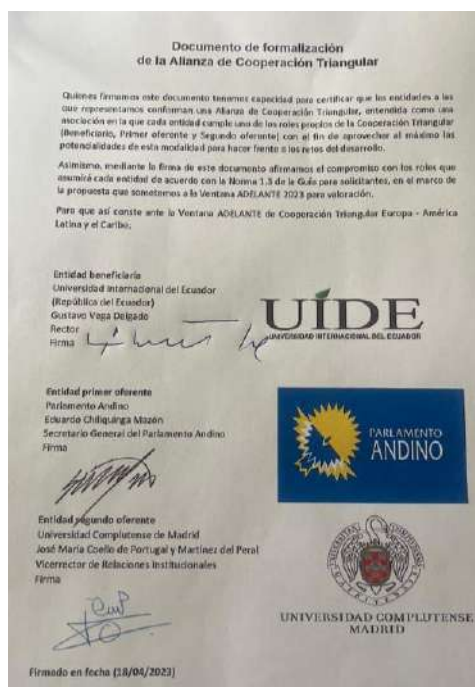 Documento de formalización
de la Alianza de Cooperación Triangular
Quienes firmamos este documento tenemos capacidad para certificar que las entidades a las
que representamos conforman una Alianza de Cooperación Triangular, entendida como una
asociación en la que cada entidad cumple uno de los roles propios de la Cooperación Triangular
(Beneficiario, Primer oferente y Segundo oferente) con el fin de aprovechar al máximo las
potencialidades de esta modalidad para hacer frente a los retos del desarrollo.
Asimismo, mediante la firma de este documento afirmamos el compromiso con los roles que
asumirá cada entidad de acuerdo con la Norma 1.3 de la Guía para solicitantes, en el marco de
la propuesta que sometemos a la Ventana ADELANTE 2023 para valoración.
Para que así conste ante la Ventana ADELANTE de Cooperación Triangular Europa - América
Latina y el Caribe,
Entidad beneficiaria
Universidad Internacional del Ecuador
(República del Ecuador)
Gustavo Vega Delgado
Rector
Firma
UIDE
UNIVERSIDAD INTERNACIONAL DEL ECUADOR
Entidad primer oferente
Parlamento Andino
Eduardo Chiliquinga Mazón
Secretario General del Parlamento Andino
Firma
PARLAMENTO
ANDINO
Entidad segundo oferente
Universidad Complutense de Madrid
José María Coello de Portugal y Martínez del Peral
Vicerrector de Relaciones Institucionales
Firma
UNIVERSIDAD COMPLUTENSE
MADRID
Firmado en fecha (18/04/2023)